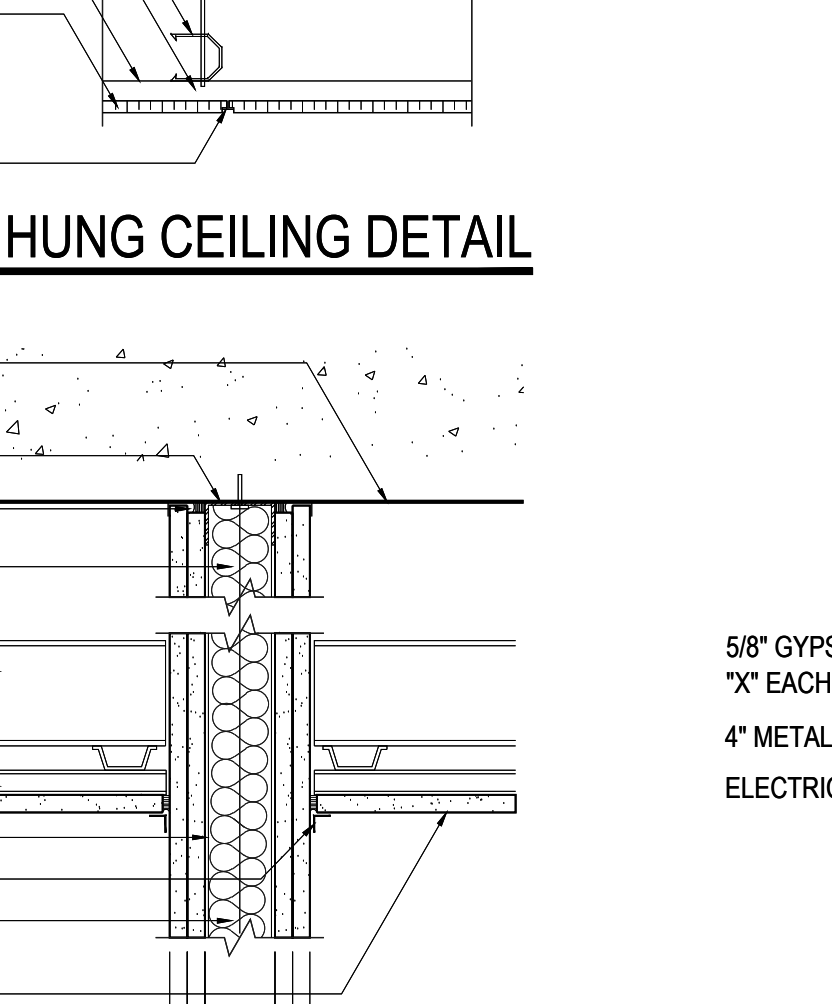 HUNG CEILING DETAIL
5/8" GYPS
"X" EACH
4" METAL
ELECTRIC